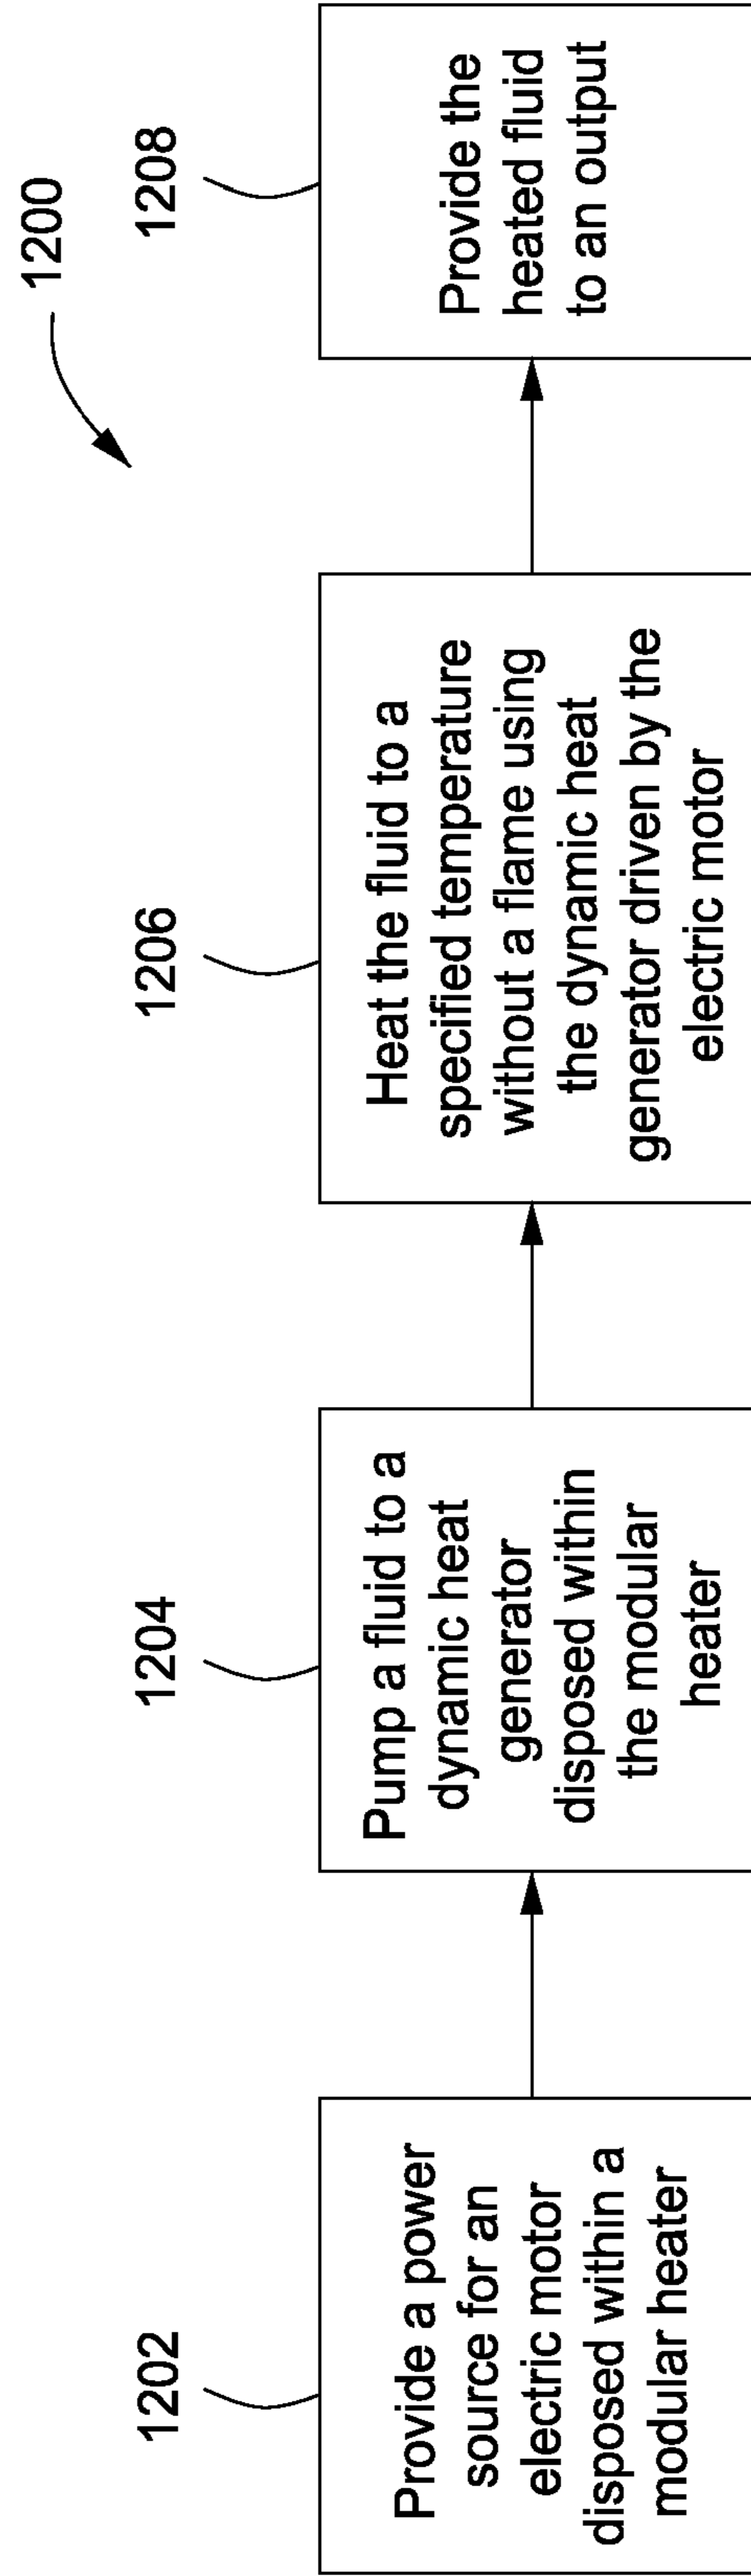 1200
1202
Provide a power
source for an
electric motor
disposed within a
modular heater
1204
Pump a fluid to a
dynamic heat
generator
disposed within
the modular
heater
1206
Heat the fluid to a
specified temperature
without a flame using
the dynamic heat
generator driven by the
electric motor
1208
Provide the
heated fluid
to an output